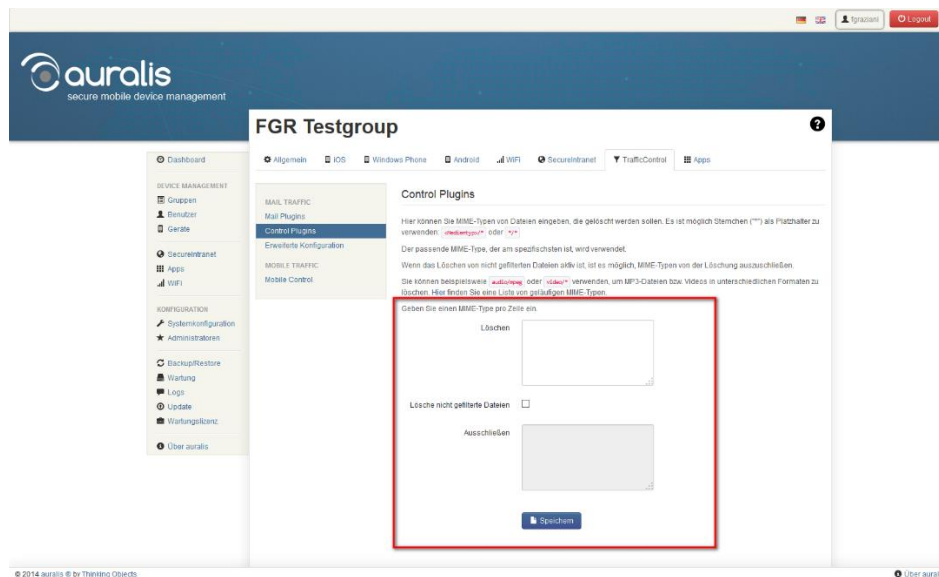 fgraziani
Logout
auralis
secure mobile device management
FGR Testgroup
Dashboard
DEVICE MANAGEMENT
Gruppen
Benutzer
Geräte
SecureIntranet
Apps
WiFi
KONFIGURATION
Systemkonfiguration
Administratoren
Backup/Restore
Wartung
Logs
Update
Wartungslizenz
Über auralis
Allgemein
iOS
Windows Phone
Android
WiFi
SecureIntranet
TrafficControl
Apps
MAIL TRAFFIC
Mail Plugins
Control Plugins
Erweiterte Konfiguration
MOBILE TRAFFIC
Mobile Control
Control Plugins
Hier können Sie MIME-Typen von Dateien eingeben, die gelöscht werden sollen. Es ist möglich Sternchen ("*") als Platzhalter zu
verwenden: <Medientyp>/* oder */*
Der passende MIME-Type, der am spezifischsten ist, wird verwendet.
Wenn das Löschen von nicht gefilterten Dateien aktiv ist, ist es möglich, MIME-Typen von der Löschung auszuschließen.
Sie können beispielsweise audio/mpeg oder video/* verwenden, um MP3-Dateien bzw. Videos in unterschiedlichen Formaten zu
löschen. Hier finden Sie eine Liste von geläufigen MIME-Typen.
Geben Sie einen MIME-Type pro Zeile ein.
Löschen
Lösche nicht gefilterte Dateien
Ausschließen
Speichern
© 2014 auralis ® by Thinking Objects
Über aural